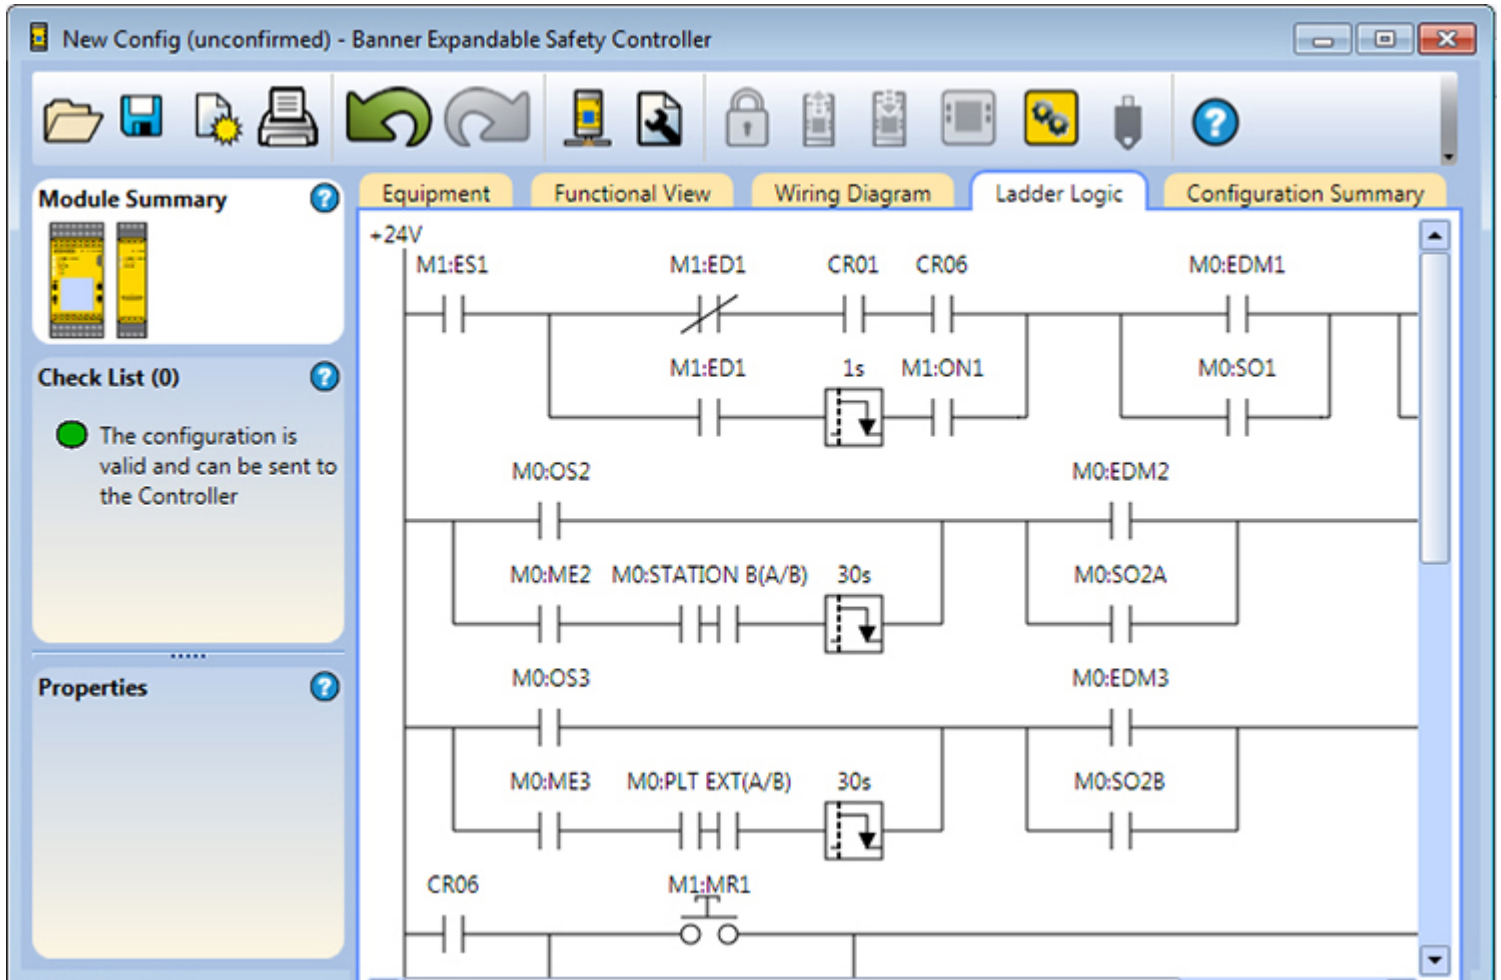 New Config (unconfirmed) - Banner Expandable Safety Controller
Module Summary
Check List (0)
The configuration is
valid and can be sent to
the Controller
Properties
Equipment Functional View Wiring Diagram Ladder Logic Configuration Summary
+24V
M1:ES1 M1:ED1 CR01 CR06 M0:EDM1
M1:ED1 1s M1:ON1 M0:SO1
M0:OS2 M0:EDM2
M0:ME2 M0:STATION B(A/B) 30s M0:SO2A
M0:OS3 M0:EDM3
M0:ME3 M0:PLT EXT(A/B) 30s M0:SO2B
CR06 M1:MR1